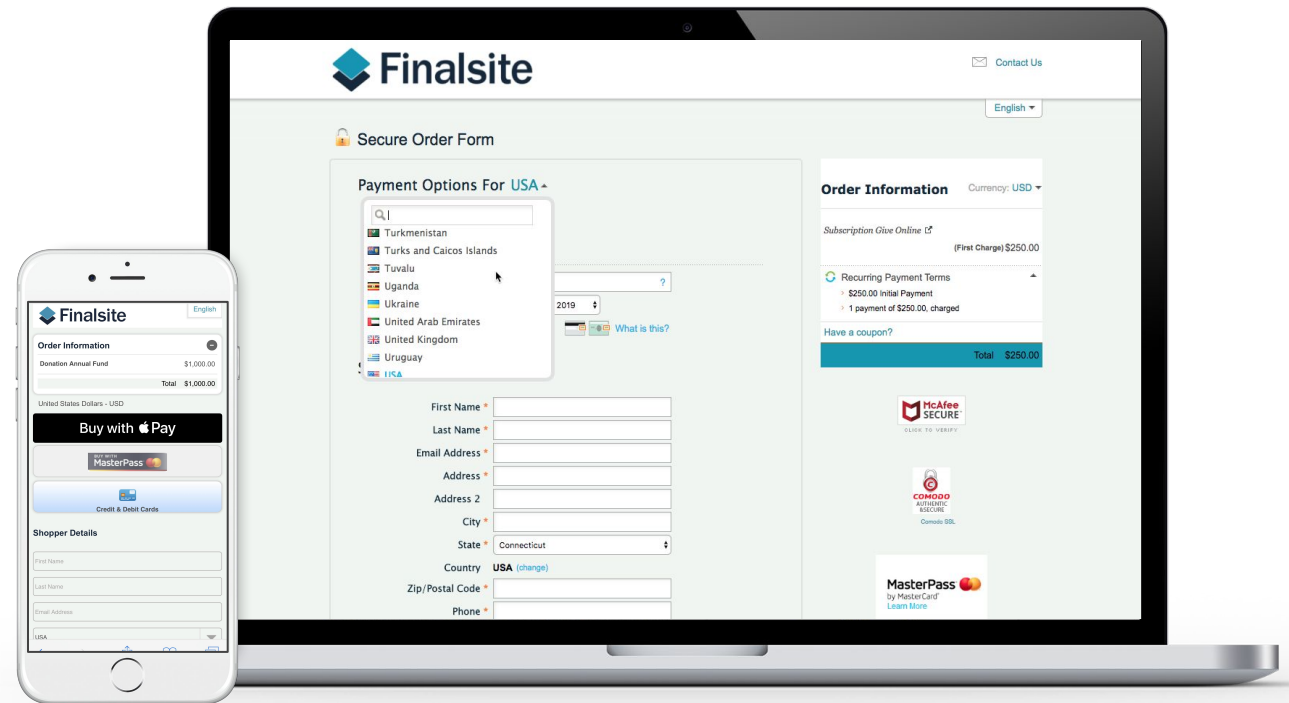 Finalsite
Contact Us
English
Secure Order Form
Payment Options For USA
Turkmenistan
Turks and Caicos Islands
Tuvalu
Uganda
Ukraine
United Arab Emirates
United Kingdom
Uruguay
USA
?
2019
What is this?
First Name *
Last Name *
Email Address *
Address *
Address 2
City *
State * Connecticut
Country USA (change)
Zip/Postal Code *
Phone *
Order Information Currency: USD
Subscription Give Online
(First Charge) $250.00
Recurring Payment Terms
$250.00 Initial Payment
1 payment of $250.00, charged
Have a coupon?
Total $250.00
McAfee
SECURE
CLICK TO VERIFY
COMODO
AUTHENTIC
&SECURE
Comodo SSL
MasterPass
by MasterCard
Learn More
Finalsite English
Order Information
Donation Annual Fund $1,000.00
Total $1,000.00
United States Dollars - USD
Buy with Pay
BUY WITH
MasterPass
Credit & Debit Cards
Shopper Details
First Name
Last Name
Email Address
USA